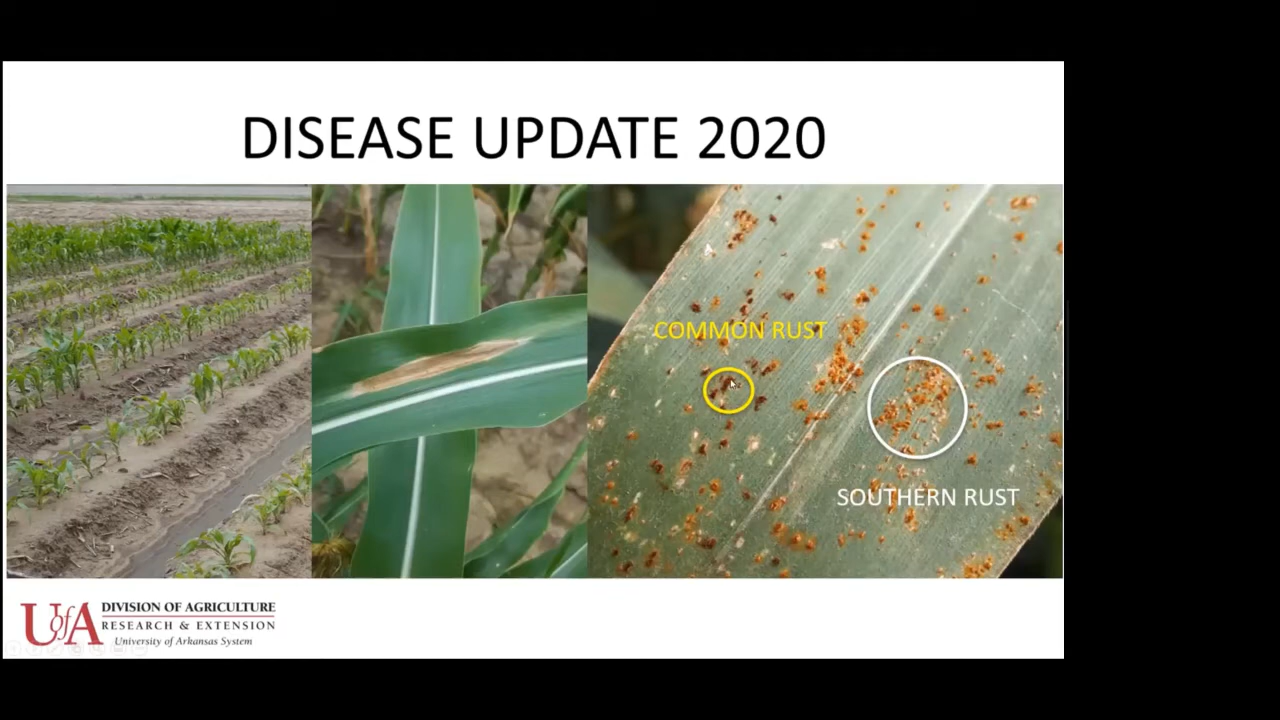 DISEASE UPDATE 2020
COMMON RUST
SOUTHERN RUST
UofA DIVISION OF AGRICULTURE
RESEARCH & EXTENSION
University of Arkansas System